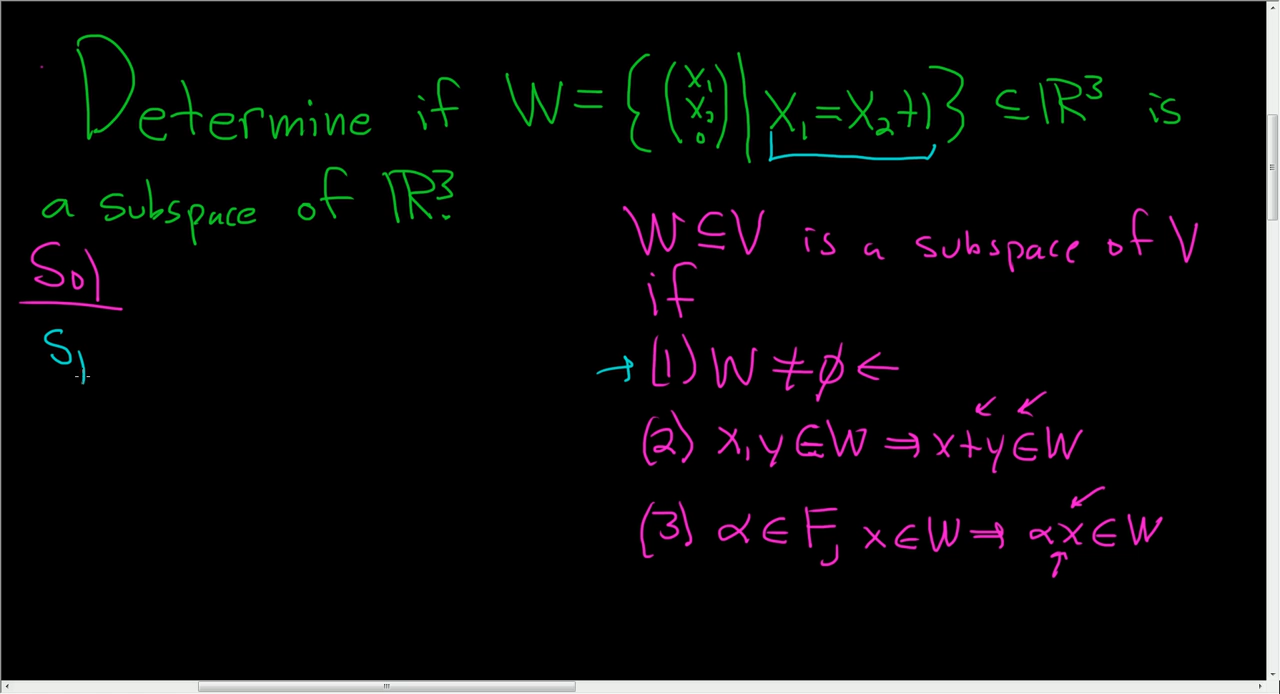 Determine if W = { (x₁ x₂ 0) | x₁ = x₂ + 1 } ⊆ ℝ³ is
a subspace of ℝ³?
Sol
S1
W ⊆ V is a subspace of V
if
(1) W ≠ ∅ ←
(2) x, y ∈ W ⇒ x + y ∈ W
(3) α ∈ F, x ∈ W ⇒ αx ∈ W